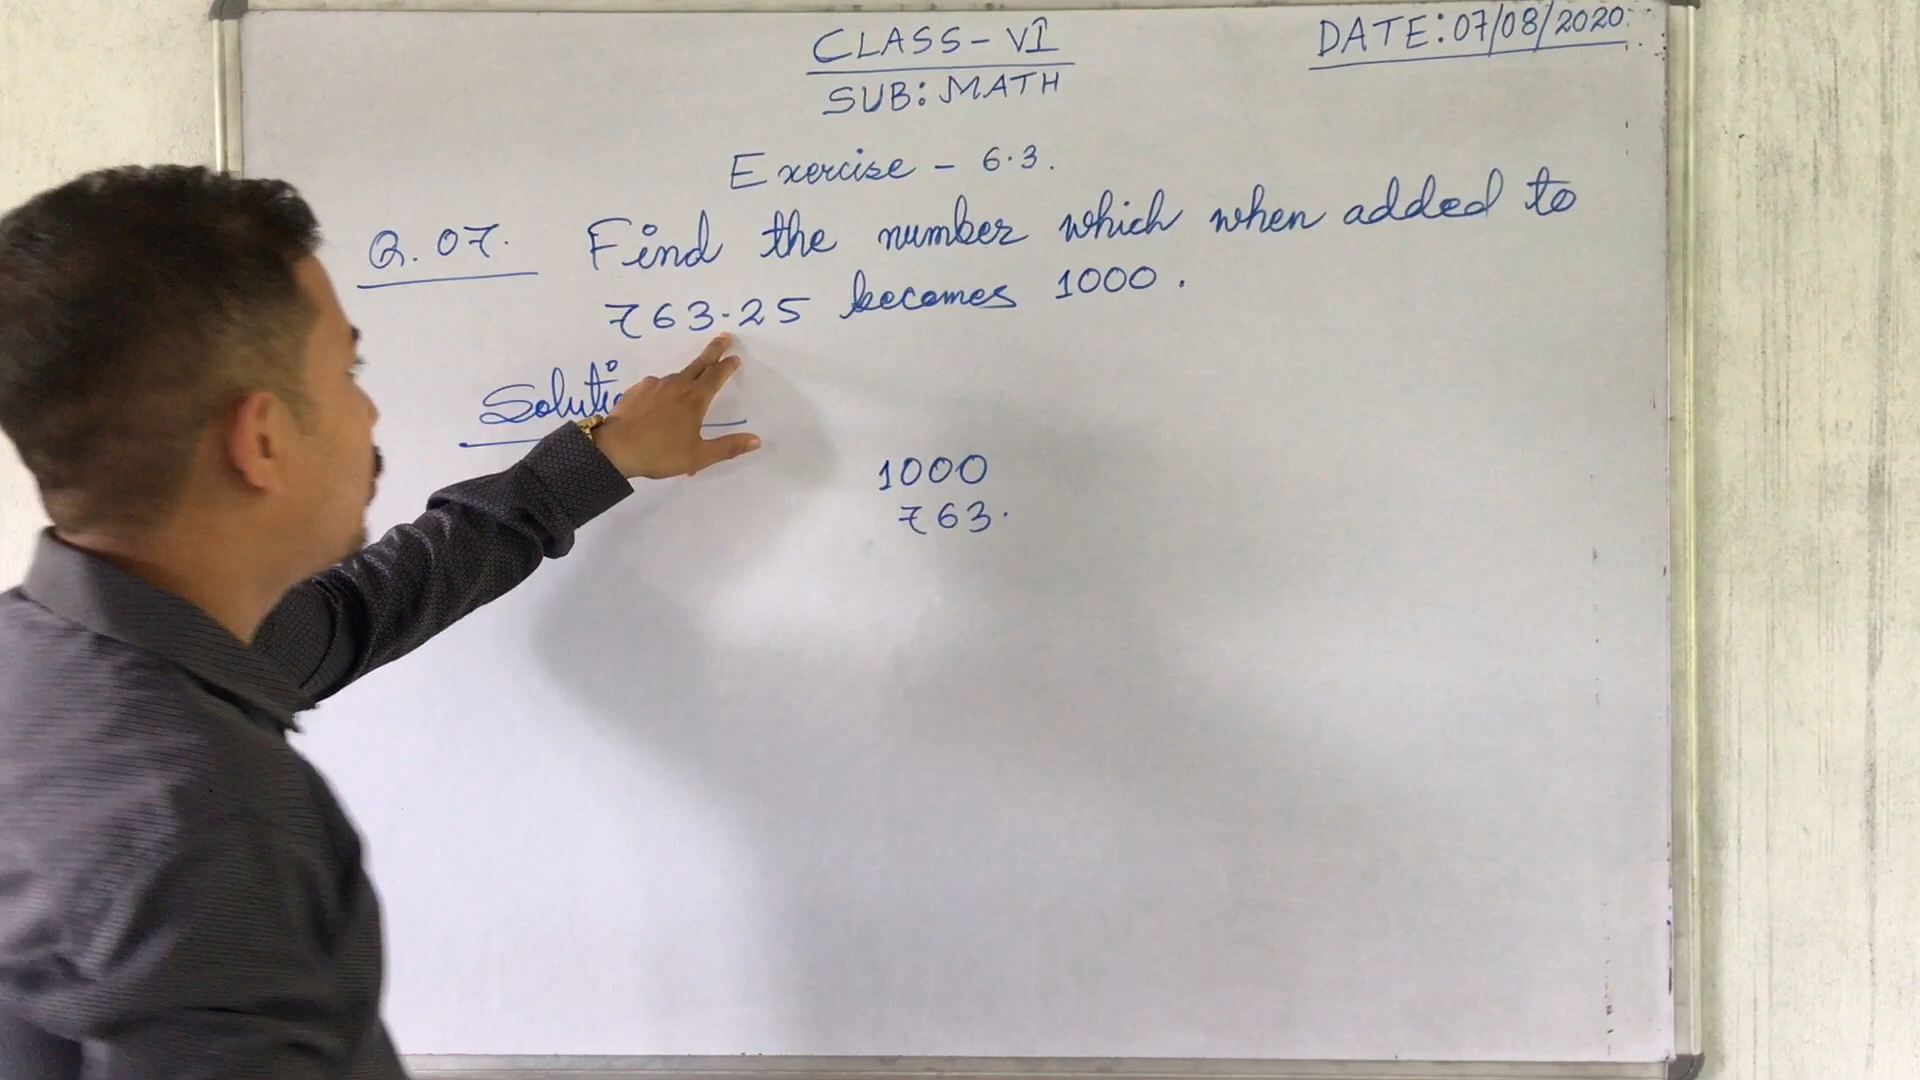 CLASS-VI
DATE:07/08/2020
SUB: MATH
Exercise - 6.3.
Q. 07. Find the number which when added to
763.25 becomes 1000.
1000
763.